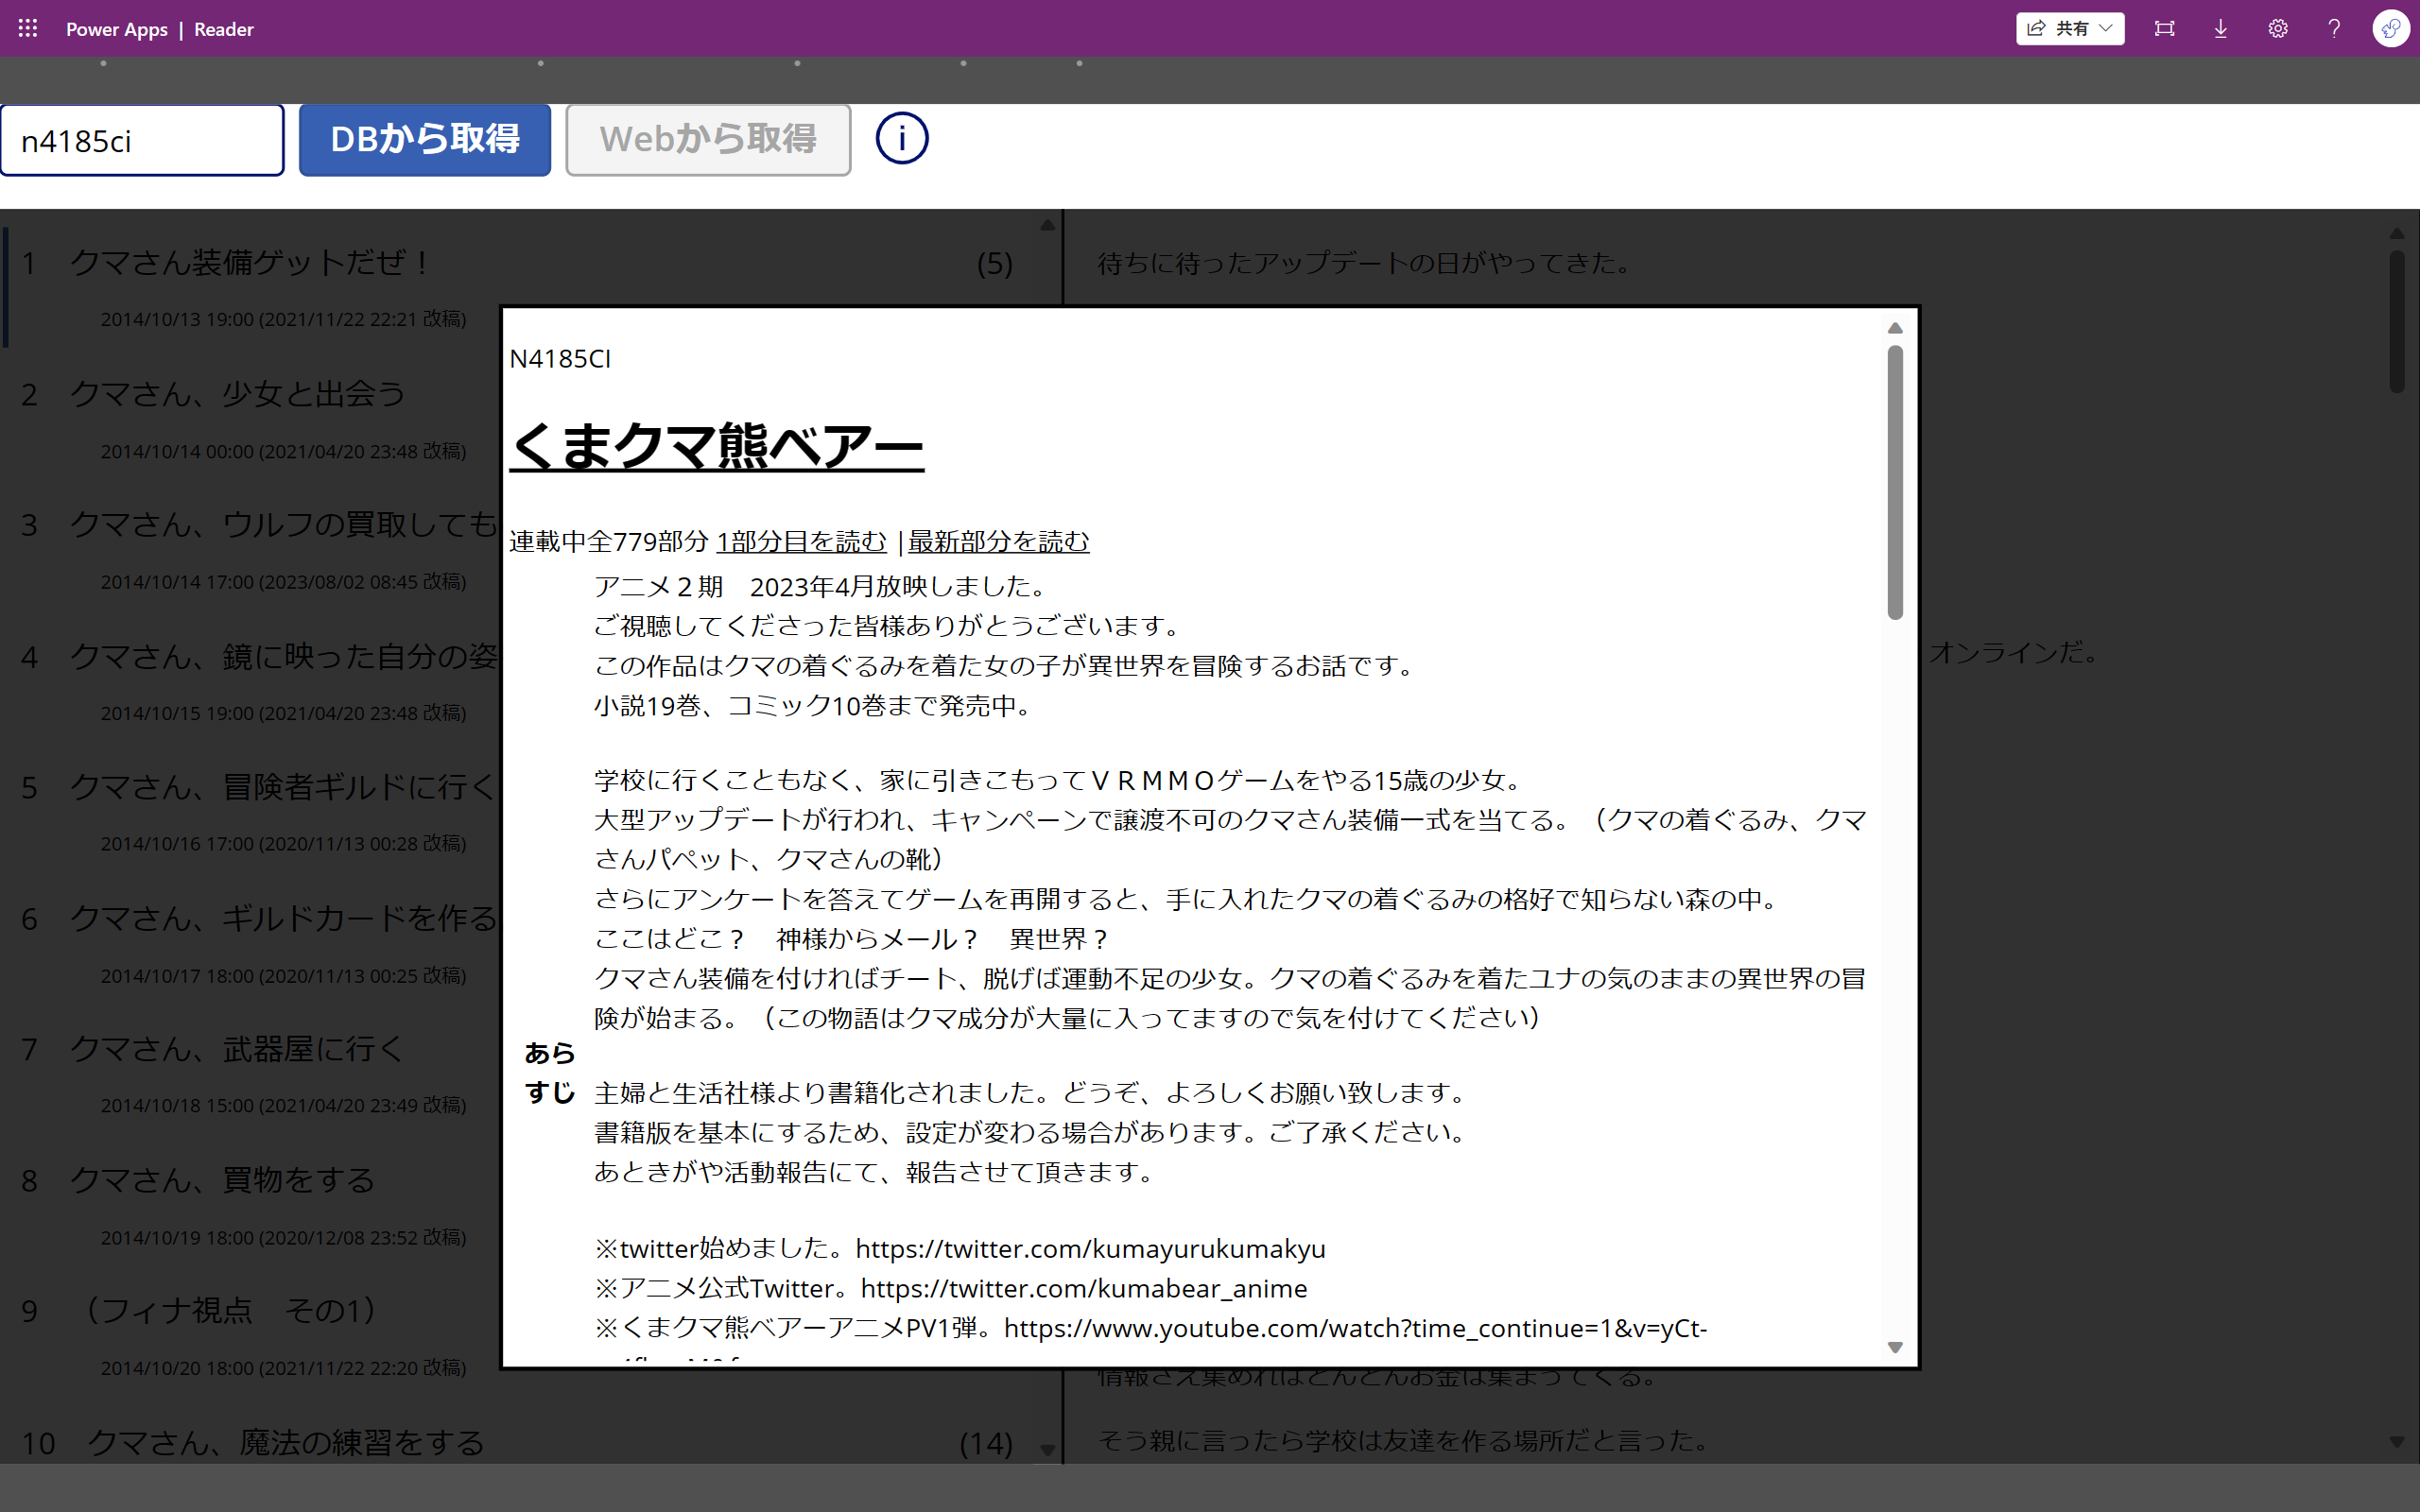 Power Apps | Reader
共有
n4185ci
DBから取得
Webから取得
i
1 クマさん装備ゲットだぜ！ (5)
2014/10/13 19:00 (2021/11/22 22:21 改稿)
2 クマさん、少女と出会う
2014/10/14 00:00 (2021/04/20 23:48 改稿)
3 クマさん、ウルフの買取しても
2014/10/14 17:00 (2023/08/02 08:45 改稿)
4 クマさん、鏡に映った自分の姿
2014/10/15 19:00 (2021/04/20 23:48 改稿)
5 クマさん、冒険者ギルドに行く
2014/10/16 17:00 (2020/11/13 00:28 改稿)
6 クマさん、ギルドカードを作る
2014/10/17 18:00 (2020/11/13 00:25 改稿)
7 クマさん、武器屋に行く
2014/10/18 15:00 (2021/04/20 23:49 改稿)
8 クマさん、買物をする
2014/10/19 18:00 (2020/12/08 23:52 改稿)
9 （フィナ視点　その1）
2014/10/20 18:00 (2021/11/22 22:20 改稿)
10 クマさん、魔法の練習をする (14)
待ちに待ったアップデートの日がやってきた。
オンラインだ。
情報さえ集めればどんどんお金は集まってくる。
そう親に言ったら学校は友達を作る場所だと言った。
N4185CI
くまクマ熊ベアー
連載中全779部分 1部分目を読む |最新部分を読む
アニメ２期　2023年4月放映しました。
ご視聴してくださった皆様ありがとうございます。
この作品はクマの着ぐるみを着た女の子が異世界を冒険するお話です。
小説19巻、コミック10巻まで発売中。
学校に行くこともなく、家に引きこもってＶＲＭＭＯゲームをやる15歳の少女。
大型アップデートが行われ、キャンペーンで譲渡不可のクマさん装備一式を当てる。（クマの着ぐるみ、クマ
さんパペット、クマさんの靴）
さらにアンケートを答えてゲームを再開すると、手に入れたクマの着ぐるみの格好で知らない森の中。
ここはどこ？　神様からメール？　異世界？
クマさん装備を付ければチート、脱げば運動不足の少女。クマの着ぐるみを着たユナの気のままの異世界の冒
険が始まる。（この物語はクマ成分が大量に入ってますので気を付けてください）
あら
すじ
主婦と生活社様より書籍化されました。どうぞ、よろしくお願い致します。
書籍版を基本にするため、設定が変わる場合があります。ご了承ください。
あときがや活動報告にて、報告させて頂きます。
※twitter始めました。https://twitter.com/kumayurukumakyu
※アニメ公式Twitter。https://twitter.com/kumabear_anime
※くまクマ熊ベアーアニメPV1弾。https://www.youtube.com/watch?time_continue=1&v=yCt-